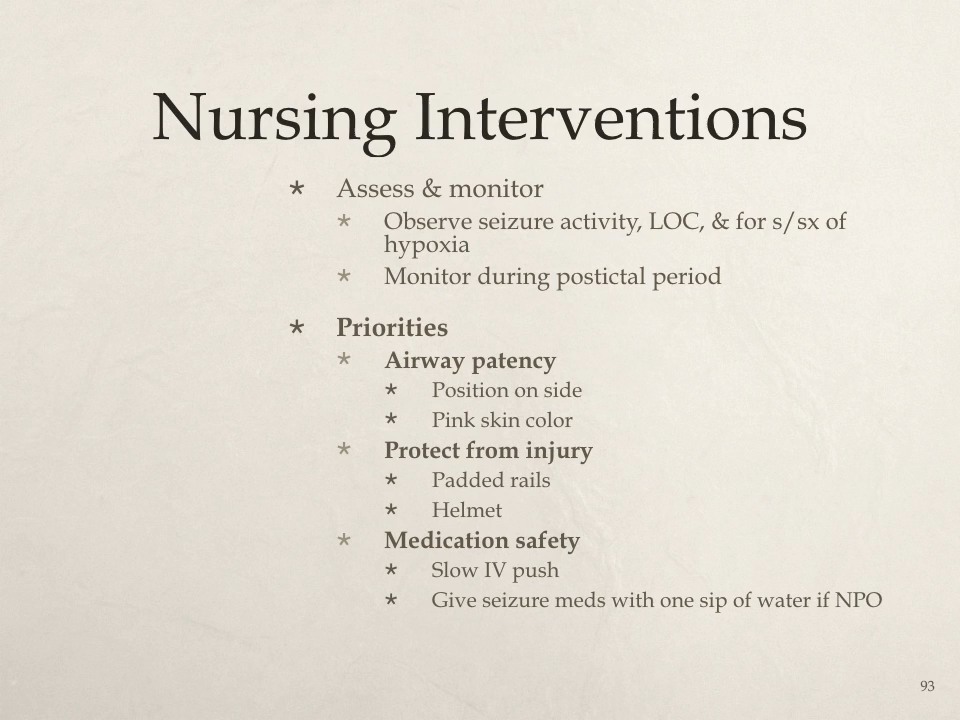 Nursing Interventions
* Assess & monitor
* Observe seizure activity, LOC, & for s/sx of
hypoxia
* Monitor during postictal period
* Priorities
* Airway patency
* Position on side
* Pink skin color
* Protect from injury
* Padded rails
* Helmet
* Medication safety
* Slow IV push
* Give seizure meds with one sip of water if NPO
93